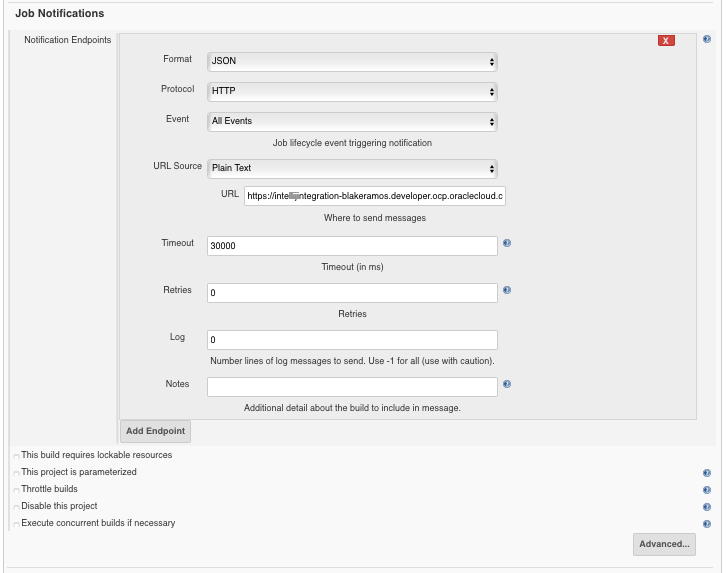 Job Notifications
Notification Endpoints
X
Format JSON
Protocol HTTP
Event All Events
Job lifecycle event triggering notification
URL Source Plain Text
URL https://intellijintegration-blakeramos.developer.ocp.oraclecloud.c
Where to send messages
Timeout 30000
Timeout (in ms)
Retries 0
Retries
Log 0
Number lines of log messages to send. Use -1 for all (use with caution).
Notes
Additional detail about the build to include in message.
Add Endpoint
This build requires lockable resources
This project is parameterized
Throttle builds
Disable this project
Execute concurrent builds if necessary
Advanced...